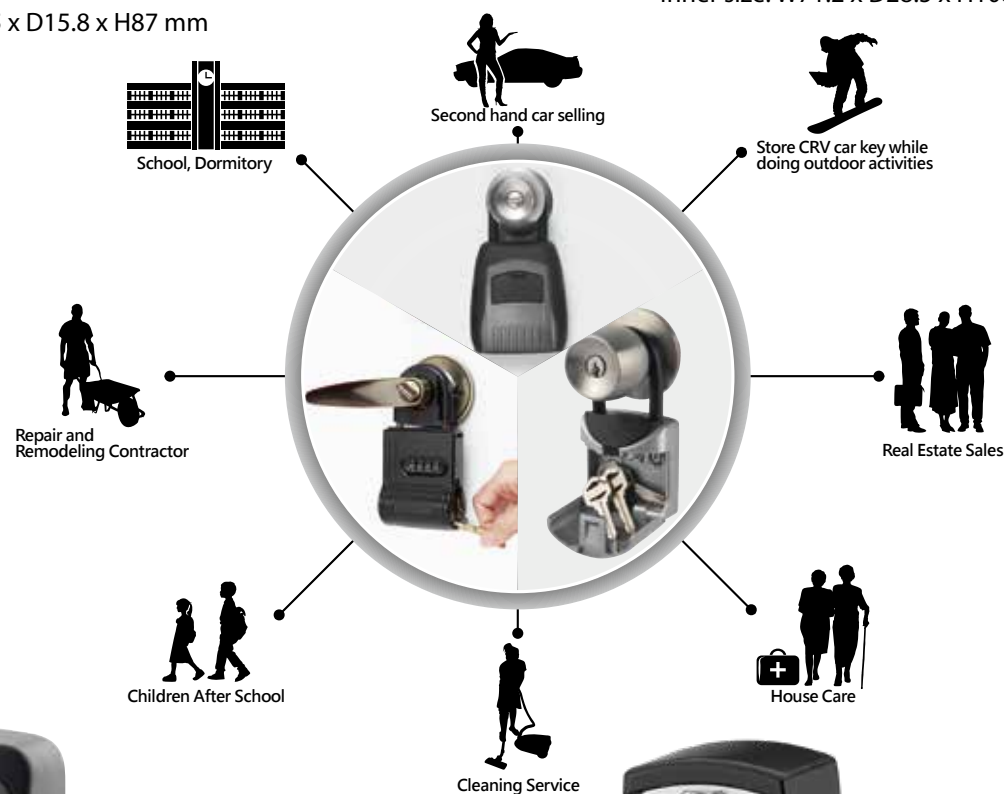 x D15.8 x H87 mm
Second hand car selling
School, Dormitory
Store CRV car key while
doing outdoor activities
Repair and
Remodeling Contractor
Real Estate Sales
Children After School
House Care
Cleaning Service